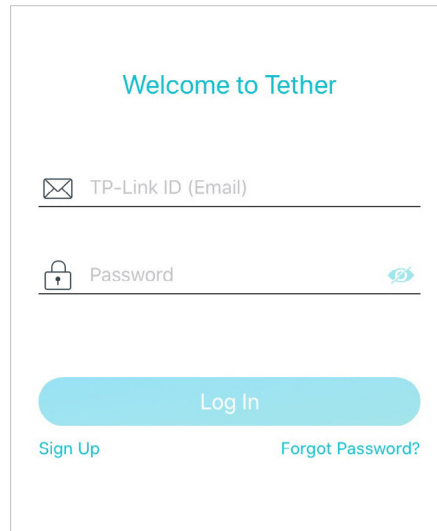 Welcome to Tether
TP-Link ID (Email)
Password
Log In
Sign Up Forgot Password?